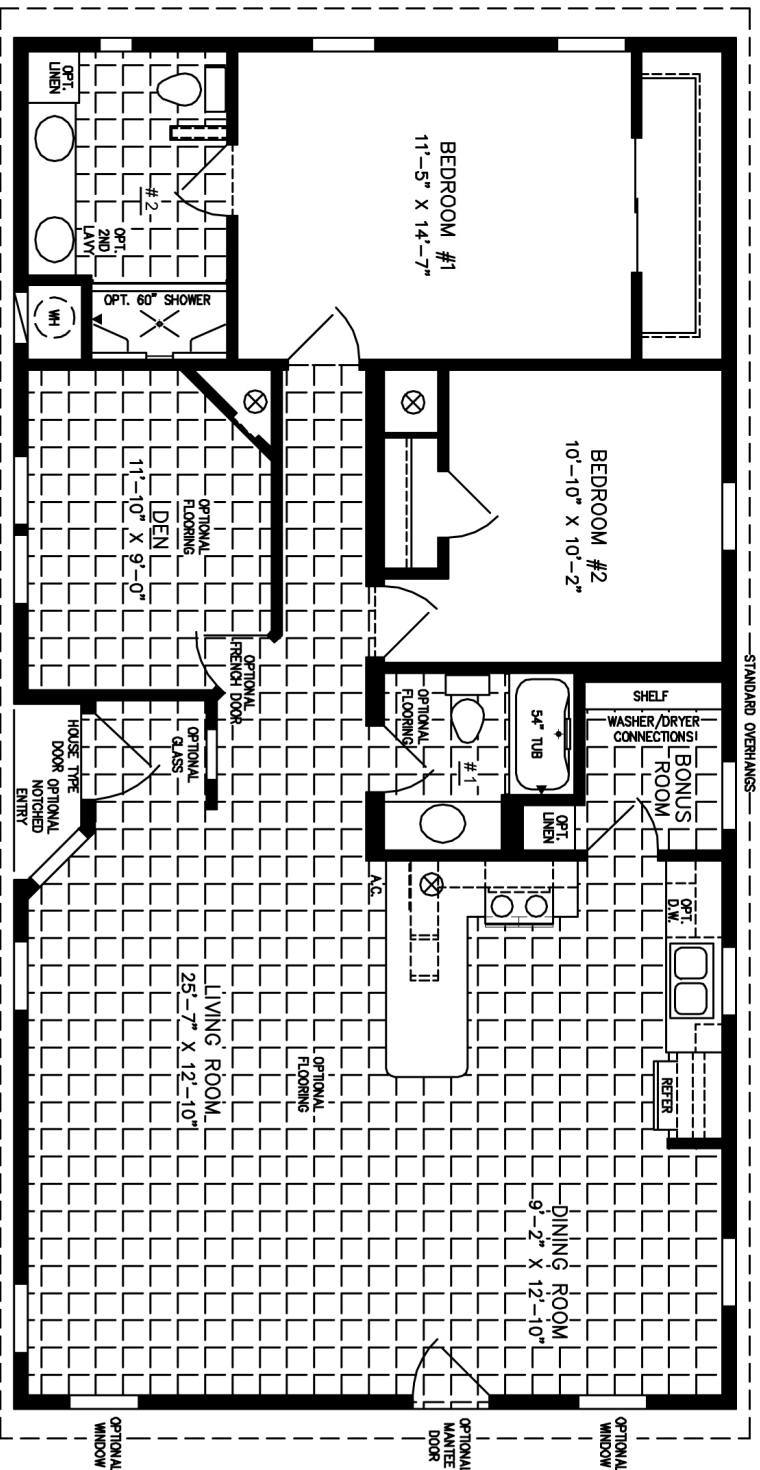 STANDARD OVERHANGS
BEDROOM #1
11'-5" X 14'-7"
BEDROOM #2
10'-10" X 10'-2"
SHELF
WASHER/DRYER
CONNECTIONS!
BONUS
ROOM
OPT.
D.W.
REFER
DINING ROOM
9'-2" X 12'-10"
OPTIONAL
WINDOW
54" TUB
OPT.
LINEN
OPTIONAL
FLOORING
#1
A.C.
OPTIONAL
MANTEE
DOOR
OPT.
LINEN
#2
OPT.
2ND
LAVY
OPT. 60" SHOWER
WH
DEN
11'-10" X 9'-0"
OPTIONAL
FLOORING
OPTIONAL
FRENCH DOOR
OPTIONAL
GLASS
HOUSE TYPE
DOOR OPTIONAL
NOTCHED
ENTRY
LIVING ROOM
25'-7" X 12'-10"
OPTIONAL
FLOORING
OPTIONAL
WINDOW